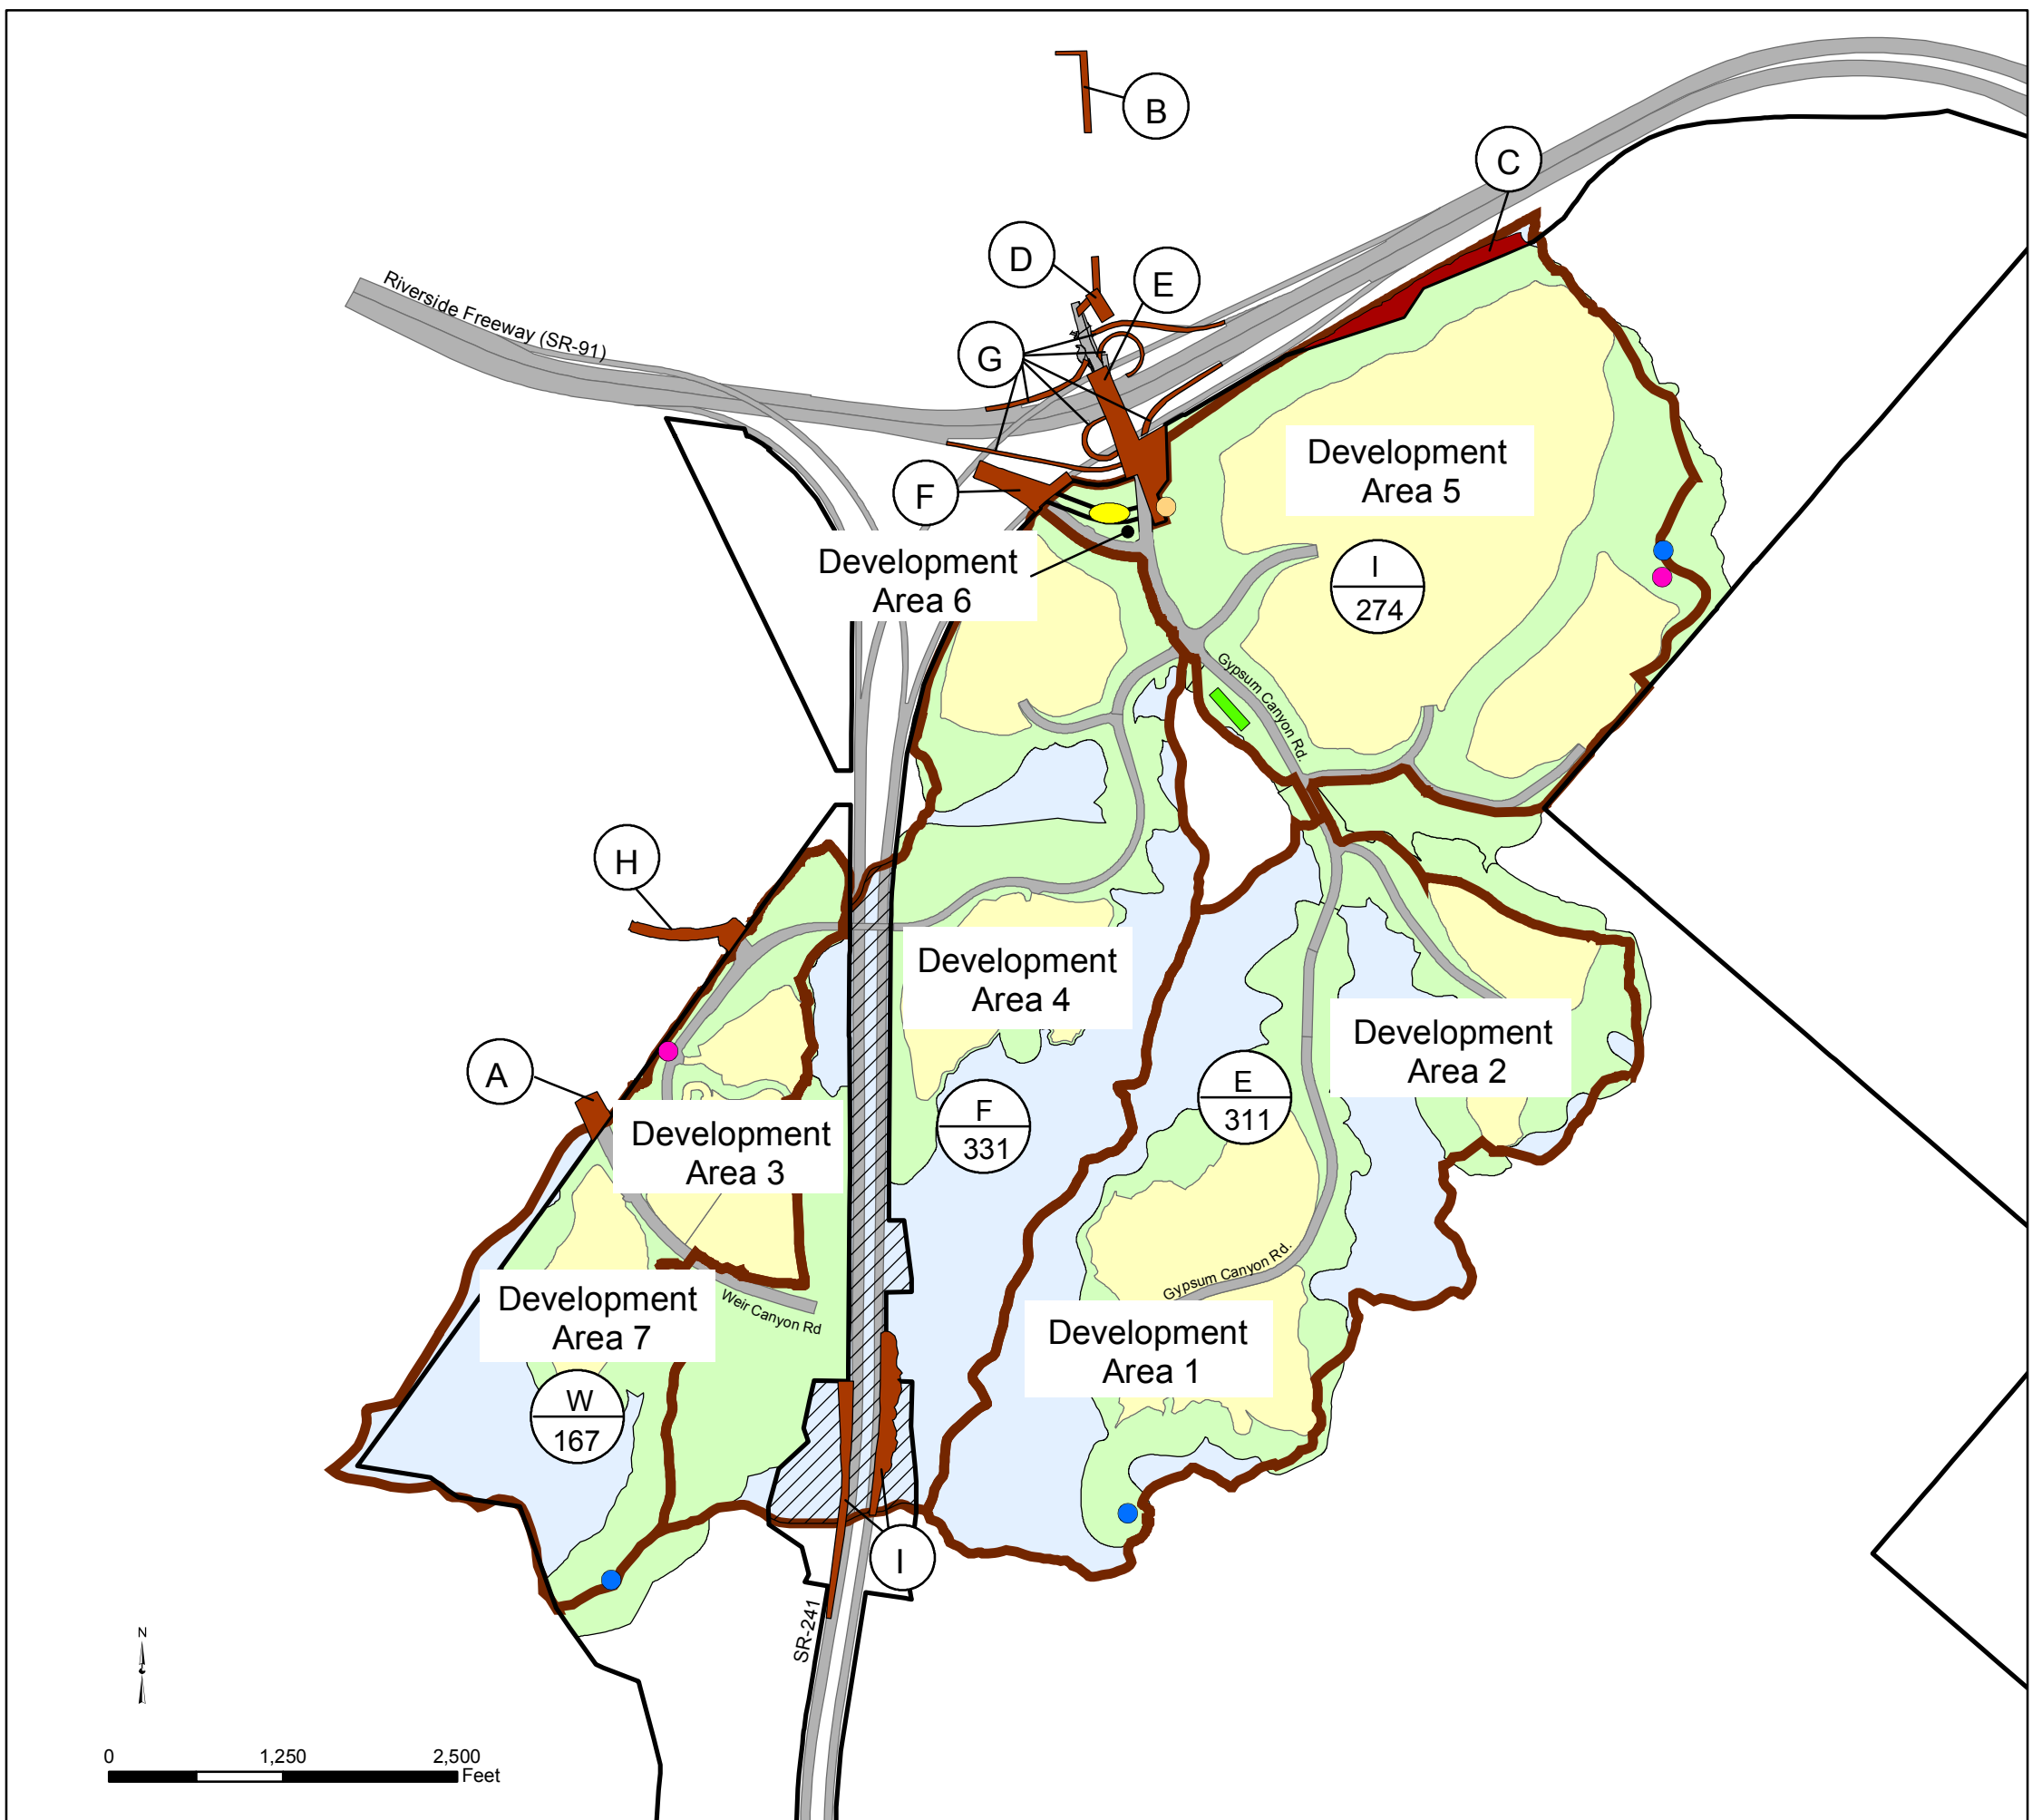 B
C
D
E
Riverside Freeway (SR-91)
G
Development
Area 5
F
Development
Area 6
I
274
Gypsum Canyon Rd.
H
Development
Area 4
Development
Area 2
A
E
311
F
331
Development
Area 3
Gypsum Canyon Rd.
Development
Area 7
Weir Canyon Rd
Development
Area 1
W
167
I
SR-241
N
0 1,250 2,500
Feet